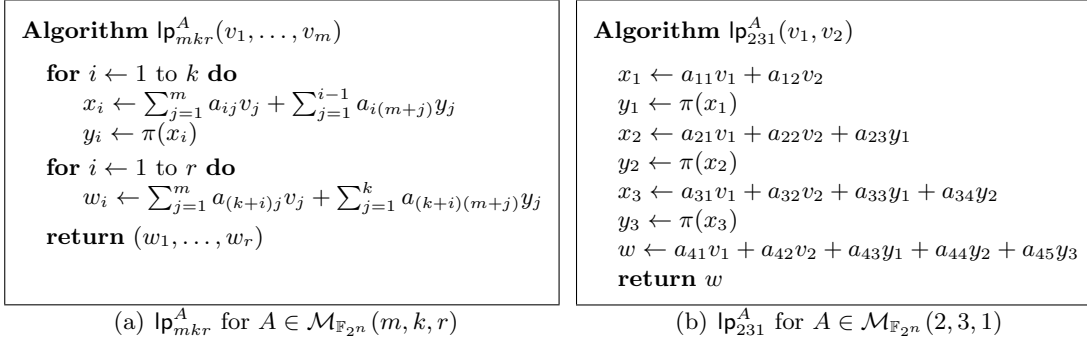 Algorithm lp^A_{mkr}(v_1, . . . , v_m)
for i ← 1 to k do
x_i ← ∑_{j=1}^{m} a_{ij}v_j + ∑_{j=1}^{i−1} a_{i(m+j)}y_j
y_i ← π(x_i)
for i ← 1 to r do
w_i ← ∑_{j=1}^{m} a_{(k+i)j}v_j + ∑_{j=1}^{k} a_{(k+i)(m+j)}y_j
return (w_1, . . . , w_r)
(a) lp^A_{mkr} for A ∈ ℳ_{𝔽_{2^n}}(m, k, r)
Algorithm lp^A_{231}(v_1, v_2)
x_1 ← a_{11}v_1 + a_{12}v_2
y_1 ← π(x_1)
x_2 ← a_{21}v_1 + a_{22}v_2 + a_{23}y_1
y_2 ← π(x_2)
x_3 ← a_{31}v_1 + a_{32}v_2 + a_{33}y_1 + a_{34}y_2
y_3 ← π(x_3)
w ← a_{41}v_1 + a_{42}v_2 + a_{43}y_1 + a_{44}y_2 + a_{45}y_3
return w
(b) lp^A_{231} for A ∈ ℳ_{𝔽_{2^n}}(2, 3, 1)